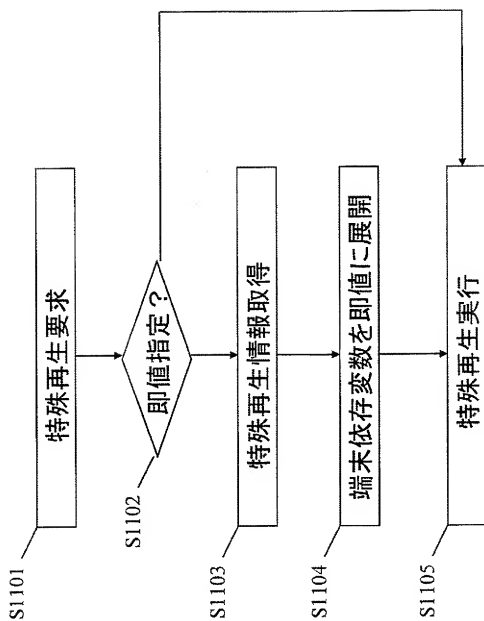 S1101
特殊再生要求
S1102
即値指定?
S1103
特殊再生情報取得
S1104
端末依存変数を即値に展開
S1105
特殊再生実行